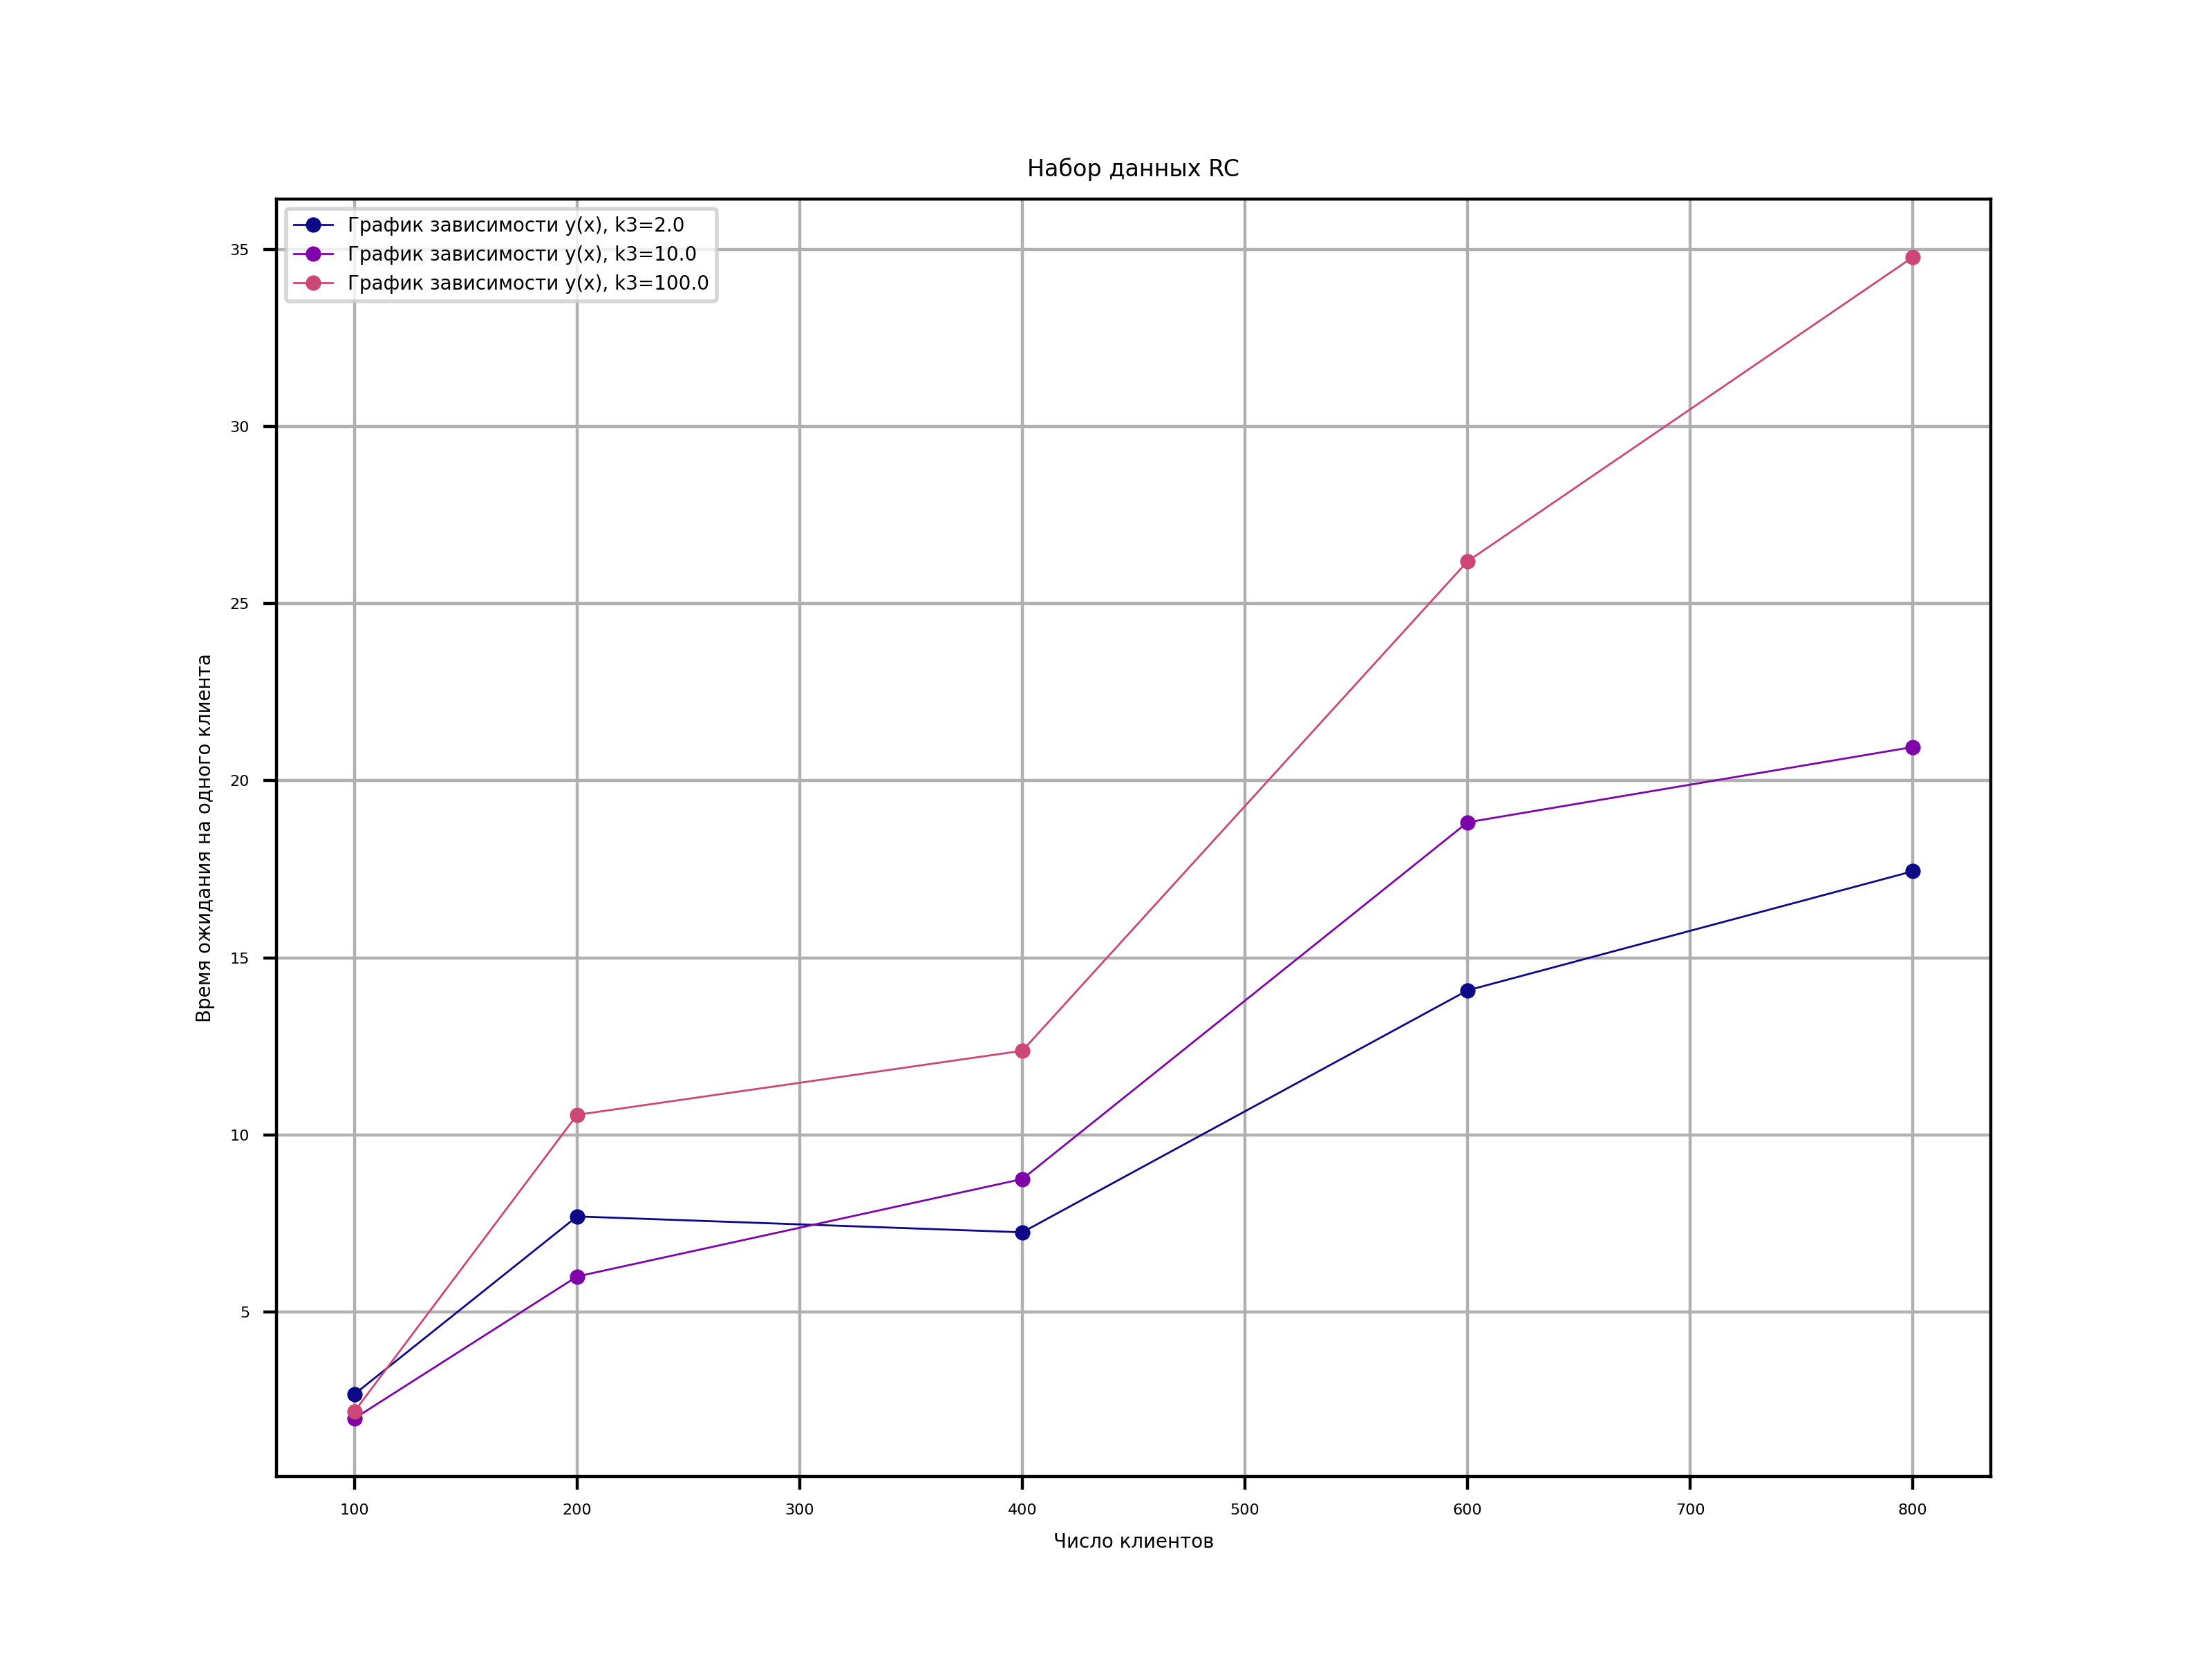 Набор данных RC
График зависимости y(x), k3=2.0
График зависимости y(x), k3=10.0
График зависимости y(x), k3=100.0
Время ожидания на одного клиента
35
30
25
20
15
10
5
100 200 300 400 500 600 700 800
Число клиентов